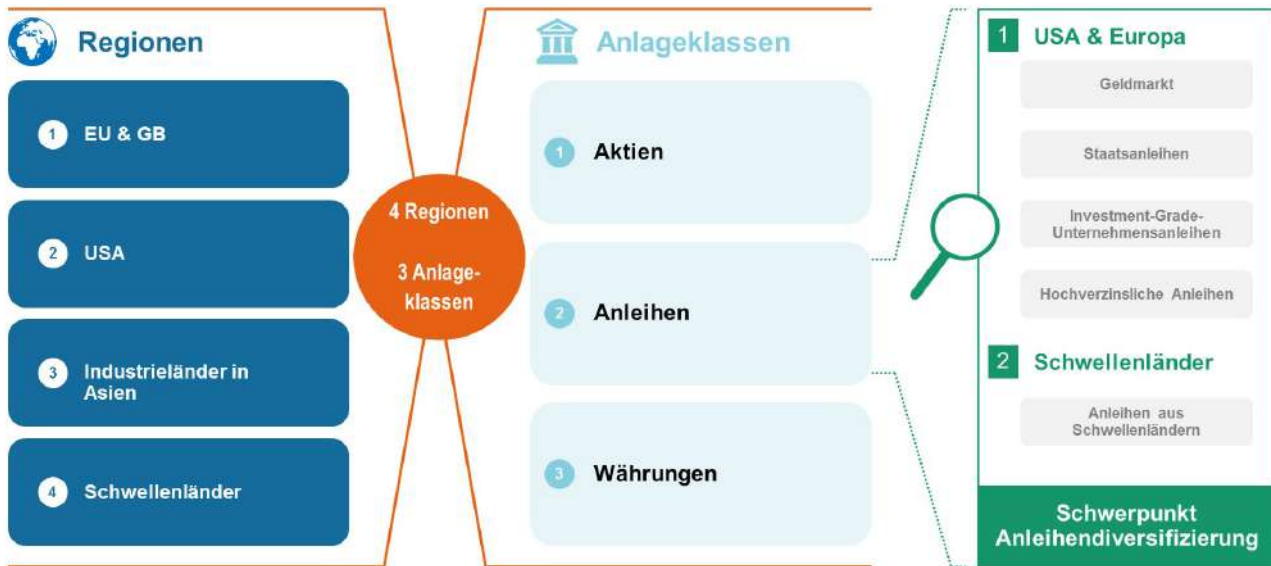 Regionen
1
EU & GB
2
USA
3
Industrieländer in
Asien
4
Schwellenländer
4 Regionen
3 Anlage-
klassen
Anlageklassen
1
Aktien
2
Anleihen
3
Währungen
1
USA & Europa
Geldmarkt
Staatsanleihen
Investment-Grade-
Unternehmensanleihen
Hochverzinsliche Anleihen
2
Schwellenländer
Anleihen aus
Schwellenländern
Schwerpunkt
Anleihendiversifizierung